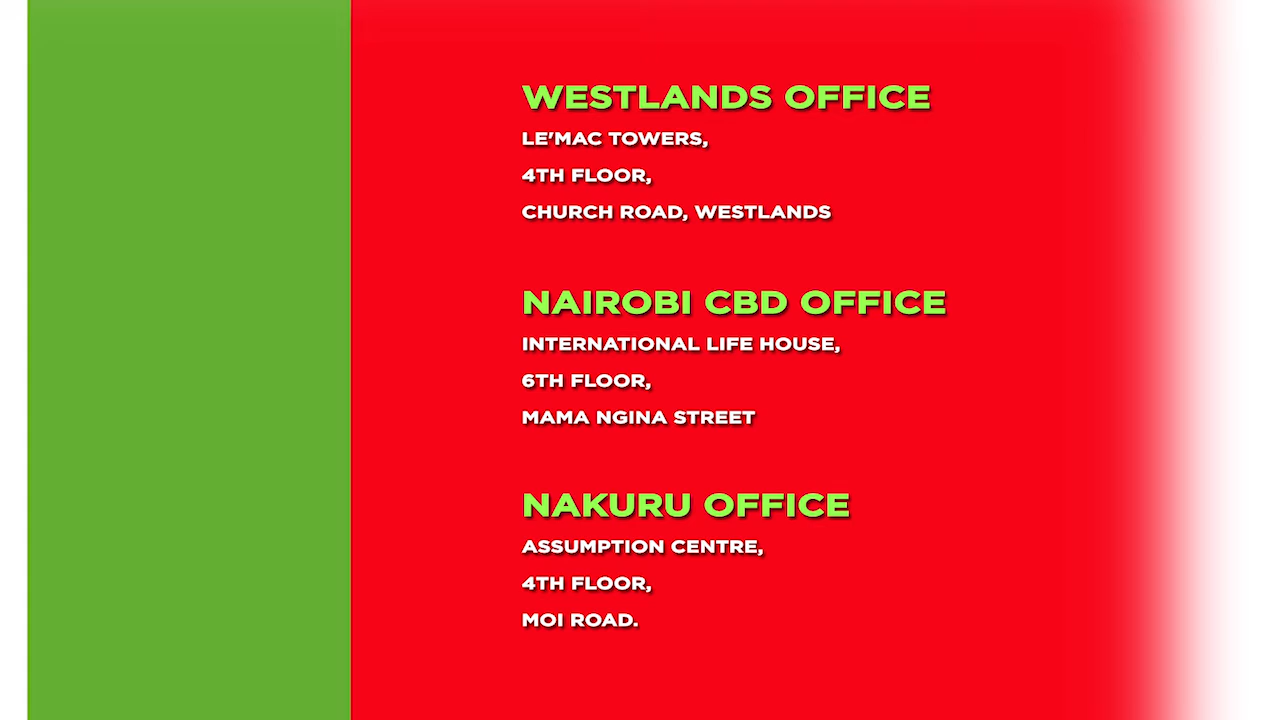 WESTLANDS OFFICE
LE'MAC TOWERS,
4TH FLOOR,
CHURCH ROAD, WESTLANDS
NAIROBI CBD OFFICE
INTERNATIONAL LIFE HOUSE,
6TH FLOOR,
MAMA NGINA STREET
NAKURU OFFICE
ASSUMPTION CENTRE,
4TH FLOOR,
MOI ROAD.